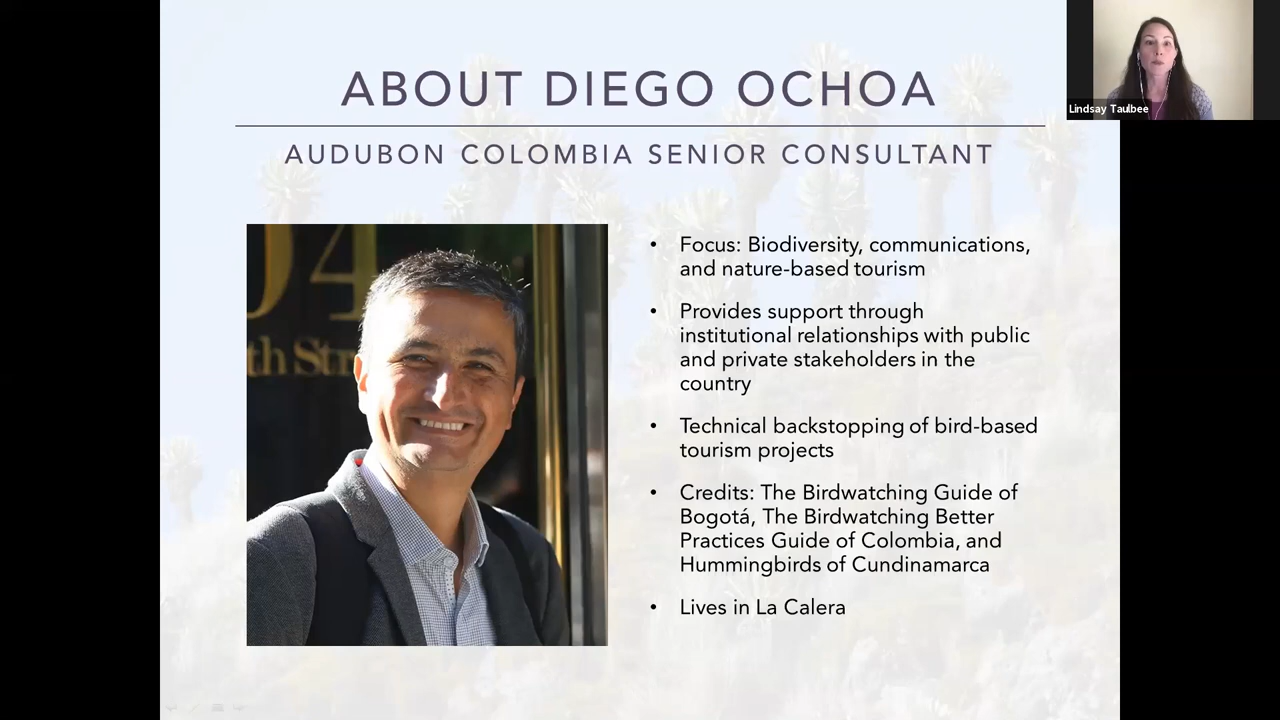 ABOUT DIEGO OCHOA
AUDUBON COLOMBIA SENIOR CONSULTANT
Lindsay Taulbee
04
th Str
• Focus: Biodiversity, communications,
and nature-based tourism
• Provides support through
institutional relationships with public
and private stakeholders in the
country
• Technical backstopping of bird-based
tourism projects
• Credits: The Birdwatching Guide of
Bogotá, The Birdwatching Better
Practices Guide of Colombia, and
Hummingbirds of Cundinamarca
• Lives in La Calera